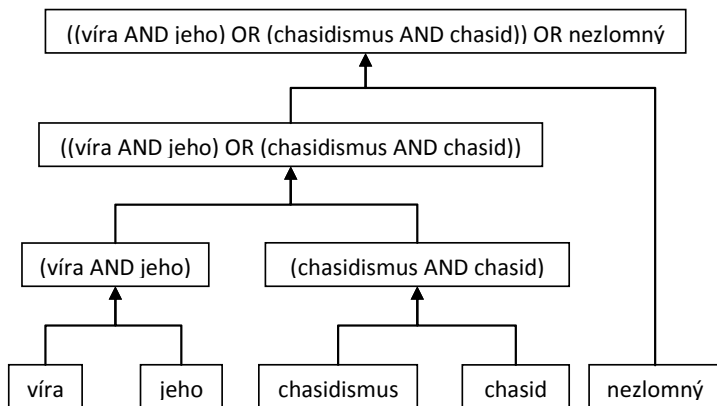 ((víra AND jeho) OR (chasidismus AND chasid)) OR nezlomný
((víra AND jeho) OR (chasidismus AND chasid))
(víra AND jeho)
(chasidismus AND chasid)
víra
jeho
chasidismus
chasid
nezlomný